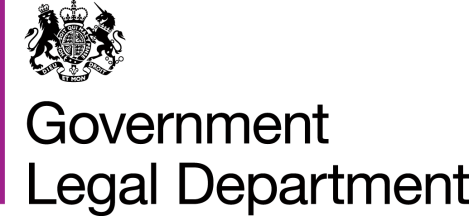 DIEU ET MON DROIT
Government
Legal Department